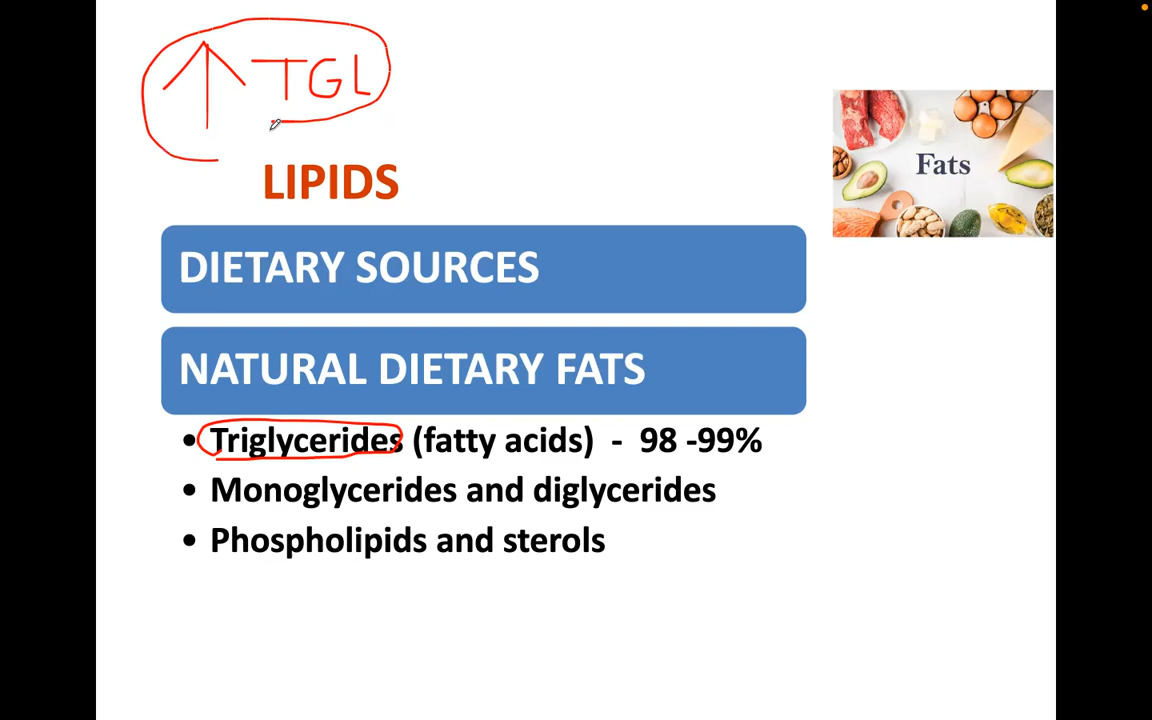 ↑ TGL
LIPIDS
Fats
DIETARY SOURCES
NATURAL DIETARY FATS
• Triglycerides (fatty acids) - 98 -99%
• Monoglycerides and diglycerides
• Phospholipids and sterols